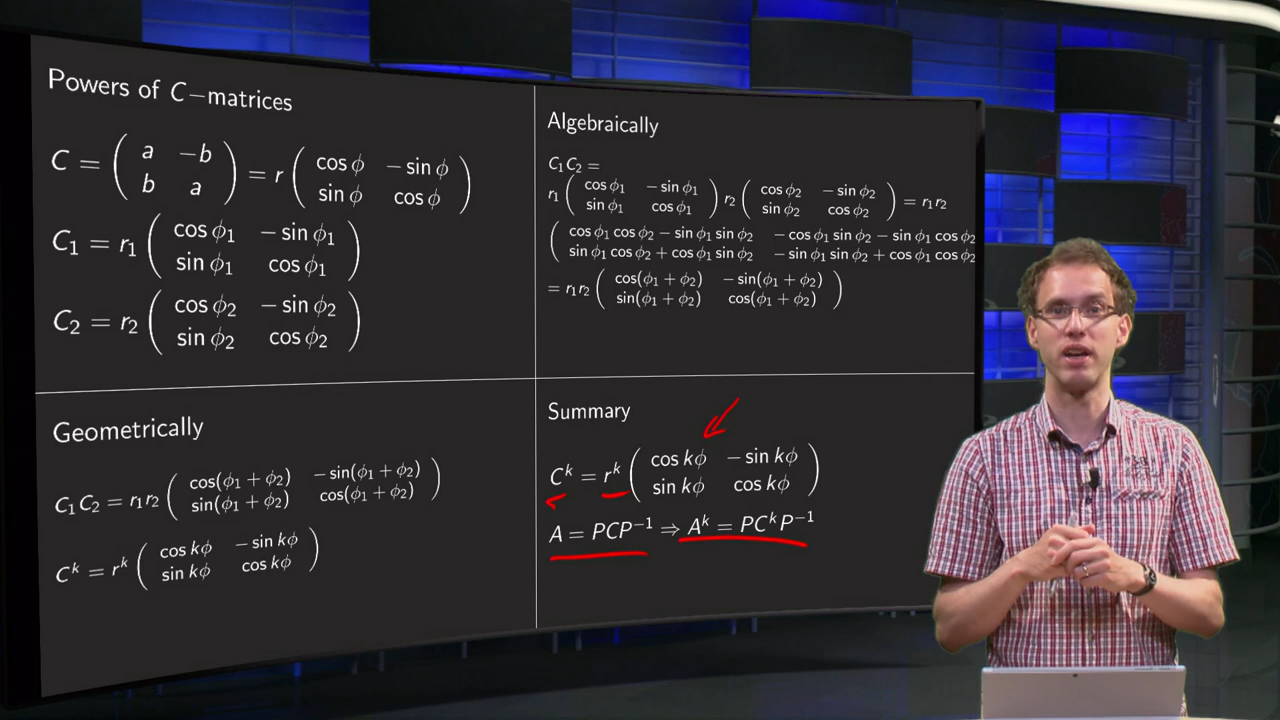 Powers of C−matrices
C = ( a −b ; b a ) = r ( cos ϕ − sin ϕ ; sin ϕ cos ϕ )
C₁ = r₁ ( cos ϕ₁ − sin ϕ₁ ; sin ϕ₁ cos ϕ₁ )
C₂ = r₂ ( cos ϕ₂ − sin ϕ₂ ; sin ϕ₂ cos ϕ₂ )
Algebraically
C₁C₂ =
r₁ ( cos ϕ₁ − sin ϕ₁ ; sin ϕ₁ cos ϕ₁ ) r₂ ( cos ϕ₂ − sin ϕ₂ ; sin ϕ₂ cos ϕ₂ ) = r₁r₂
( cos ϕ₁ cos ϕ₂ − sin ϕ₁ sin ϕ₂ − cos ϕ₁ sin ϕ₂ − sin ϕ₁ cos ϕ₂
sin ϕ₁ cos ϕ₂ + cos ϕ₁ sin ϕ₂ − sin ϕ₁ sin ϕ₂ + cos ϕ₁ cos ϕ₂
= r₁r₂ ( cos(ϕ₁ + ϕ₂) − sin(ϕ₁ + ϕ₂) ; sin(ϕ₁ + ϕ₂) cos(ϕ₁ + ϕ₂) )
Geometrically
C₁C₂ = r₁r₂ ( cos(ϕ₁ + ϕ₂) − sin(ϕ₁ + ϕ₂) ; sin(ϕ₁ + ϕ₂) cos(ϕ₁ + ϕ₂) )
Cᵏ = rᵏ ( cos kϕ − sin kϕ ; sin kϕ cos kϕ )
Summary
Cᵏ = rᵏ ( cos kϕ − sin kϕ ; sin kϕ cos kϕ )
A = PCP⁻¹ ⇒ Aᵏ = PCᵏP⁻¹